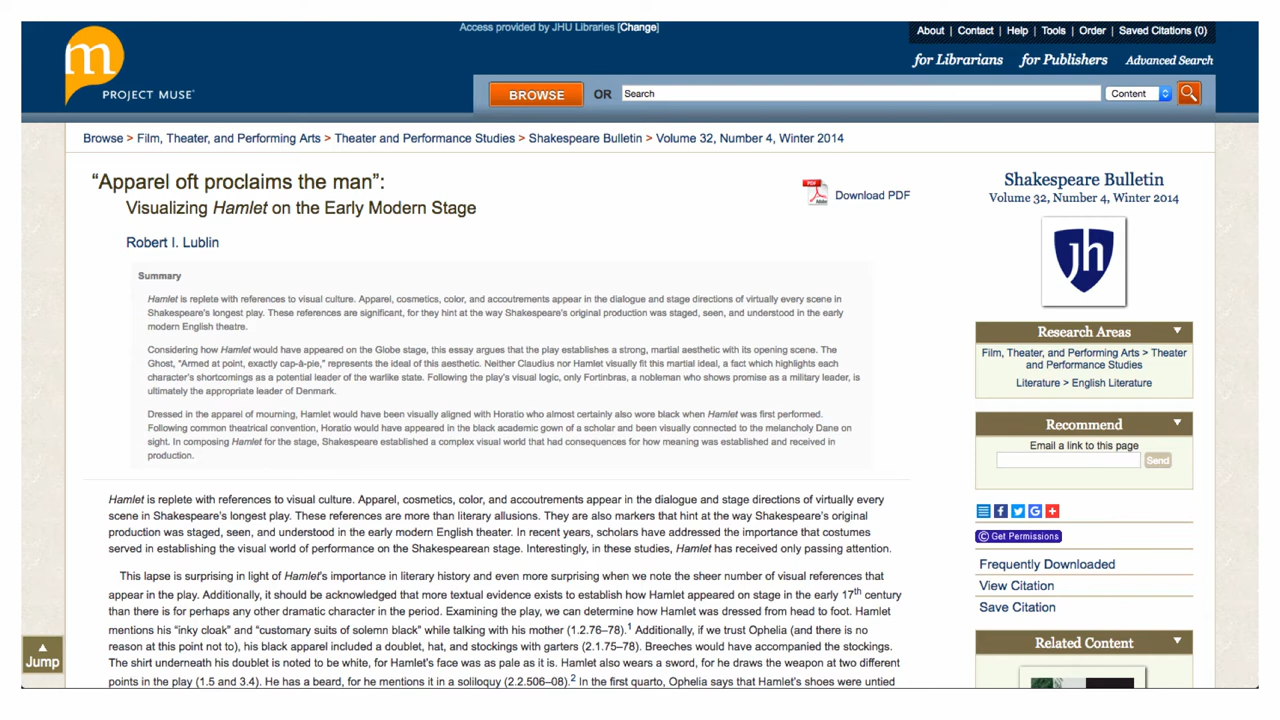 Access provided by JHU Libraries [Change]
About | Contact | Help | Tools | Order | Saved Citations (0)
m
PROJECT MUSE®
for Librarians for Publishers Advanced Search
BROWSE OR Search Content
Browse > Film, Theater, and Performing Arts > Theater and Performance Studies > Shakespeare Bulletin > Volume 32, Number 4, Winter 2014
“Apparel oft proclaims the man”:
Visualizing Hamlet on the Early Modern Stage
PDF
Adobe
Download PDF
Robert I. Lublin
Summary
Hamlet is replete with references to visual culture. Apparel, cosmetics, color, and accoutrements appear in the dialogue and stage directions of virtually every scene in
Shakespeare’s longest play. These references are significant, for they hint at the way Shakespeare’s original production was staged, seen, and understood in the early
modern English theatre.
Considering how Hamlet would have appeared on the Globe stage, this essay argues that the play establishes a strong, martial aesthetic with its opening scene. The
Ghost, “Armed at point, exactly cap-à-pie,” represents the ideal of this aesthetic. Neither Claudius nor Hamlet visually fit this martial ideal, a fact which highlights each
character’s shortcomings as a potential leader of the warlike state. Following the play’s visual logic, only Fortinbras, a nobleman who shows promise as a military leader, is
ultimately the appropriate leader of Denmark.
Dressed in the apparel of mourning, Hamlet would have been visually aligned with Horatio who almost certainly also wore black when Hamlet was first performed.
Following common theatrical convention, Horatio would have appeared in the black academic gown of a scholar and been visually connected to the melancholy Dane on
sight. In composing Hamlet for the stage, Shakespeare established a complex visual world that had consequences for how meaning was established and received in
production.
Hamlet is replete with references to visual culture. Apparel, cosmetics, color, and accoutrements appear in the dialogue and stage directions of virtually every
scene in Shakespeare’s longest play. These references are more than literary allusions. They are also markers that hint at the way Shakespeare’s original
production was staged, seen, and understood in the early modern English theater. In recent years, scholars have addressed the importance that costumes
served in establishing the visual world of performance on the Shakespearean stage. Interestingly, in these studies, Hamlet has received only passing attention.
This lapse is surprising in light of Hamlet’s importance in literary history and even more surprising when we note the sheer number of visual references that
appear in the play. Additionally, it should be acknowledged that more textual evidence exists to establish how Hamlet appeared on stage in the early 17th century
than there is for perhaps any other dramatic character in the period. Examining the play, we can determine how Hamlet was dressed from head to foot. Hamlet
mentions his “inky cloak” and “customary suits of solemn black” while talking with his mother (1.2.76–78).1 Additionally, if we trust Ophelia (and there is no
reason at this point not to), his black apparel included a doublet, hat, and stockings with garters (2.1.75–78). Breeches would have accompanied the stockings.
The shirt underneath his doublet is noted to be white, for Hamlet’s face was as pale as it is. Hamlet also wears a sword, for he draws the weapon at two different
points in the play (1.5 and 3.4). He has a beard, for he mentions it in a soliloquy (2.2.506–08).2 In the first quarto, Ophelia says that Hamlet’s shoes were untied
Jump
Shakespeare Bulletin
Volume 32, Number 4, Winter 2014
jh
Research Areas
Film, Theater, and Performing Arts > Theater
and Performance Studies
Literature > English Literature
Recommend
Email a link to this page
Send
f G +
© Get Permissions
Frequently Downloaded
View Citation
Save Citation
Related Content